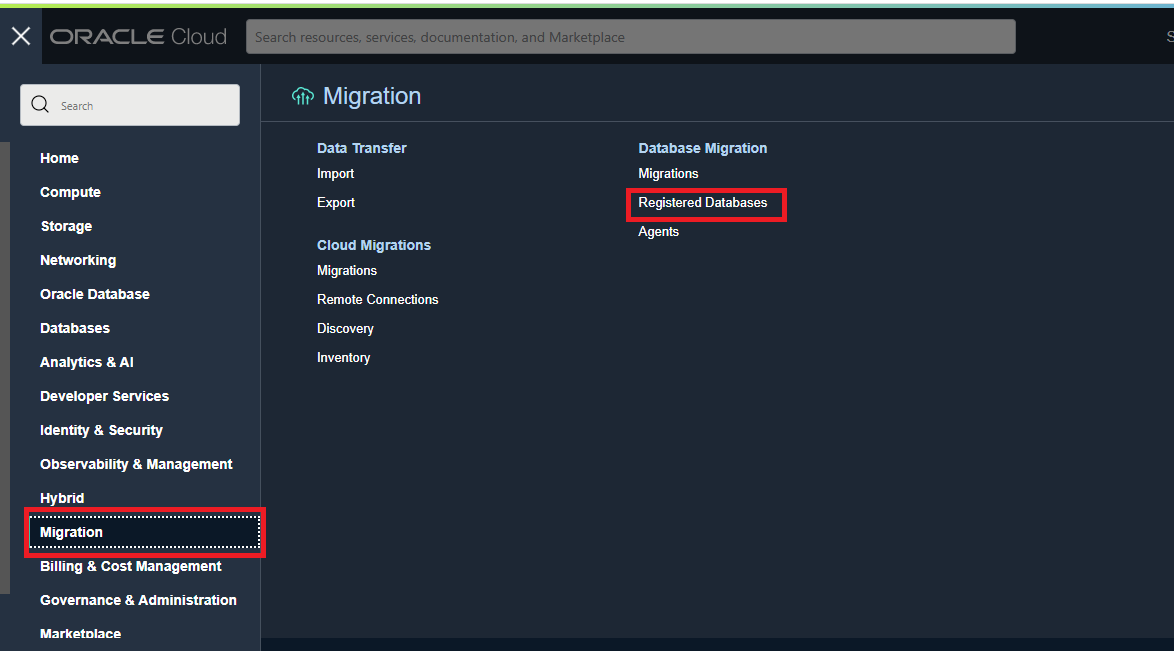 ORACLE Cloud
Search resources, services, documentation, and Marketplace
Search
Home
Compute
Storage
Networking
Oracle Database
Databases
Analytics & AI
Developer Services
Identity & Security
Observability & Management
Hybrid
Migration
Billing & Cost Management
Governance & Administration
Marketplace
Migration
Data Transfer
Import
Export
Cloud Migrations
Migrations
Remote Connections
Discovery
Inventory
Database Migration
Migrations
Registered Databases
Agents